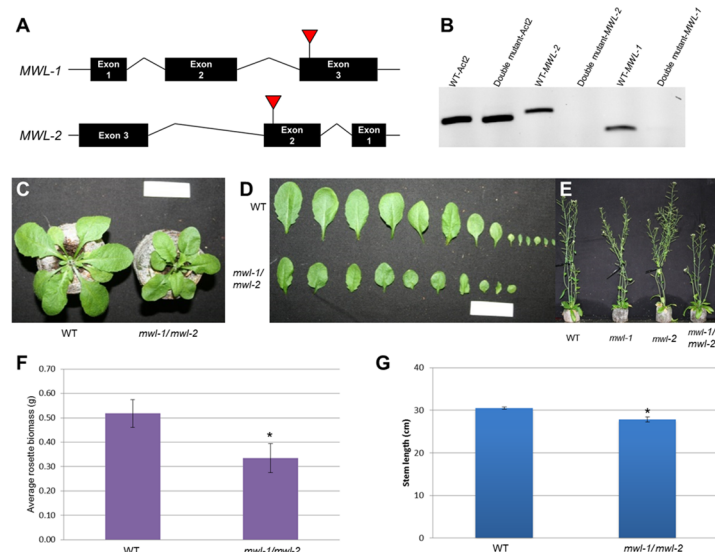 A
MWL-1
Exon 1
Exon 2
Exon 3
MWL-2
Exon 3
Exon 2
Exon 1
B
WT-Act2
Double mutant-Act2
WT-MWL-2
Double mutant-MWL-2
WT-MWL-1
Double mutant-MWL-1
C
WT
mwl-1/mwl-2
D
WT
mwl-1/
mwl-2
E
WT
mwl-1
mwl-2
mwl-1/
mwl-2
F
Average rosette biomass (g)
0.70
0.60
0.50
0.40
0.30
0.20
0.10
0.00
*
WT
mwl-1/mwl-2
G
Stem length (cm)
40
30
20
10
0
*
WT
mwl-1/mwl-2